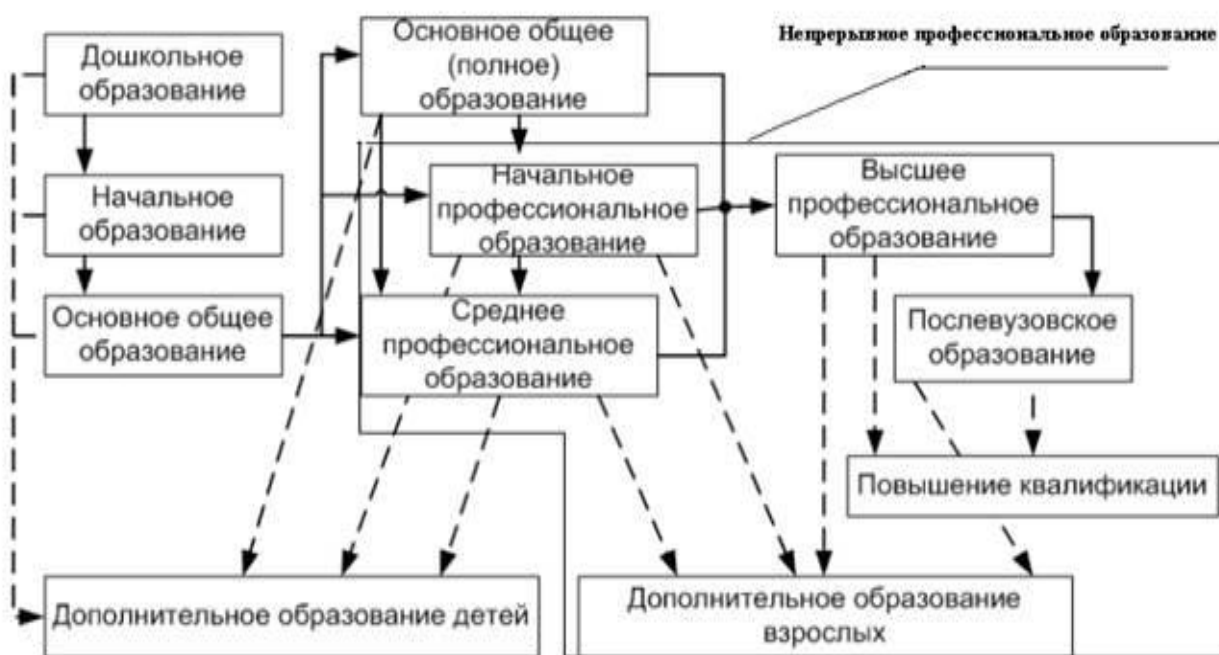 Дошкольное
образование
Начальное
образование
Основное общее
образование
Основное общее
(полное)
образование
Начальное
профессиональное
образование
Среднее
профессиональное
образование
Непрерывное профессиональное образование
Высшее
профессиональное
образование
Послевузовское
образование
Повышение квалификации
Дополнительное образование детей
Дополнительное образование
взрослых